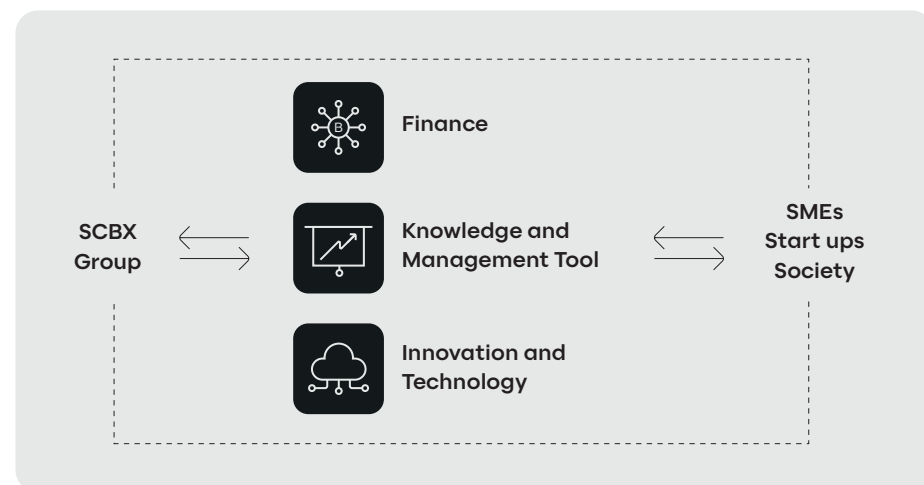 Finance
SCBX
Group
Knowledge and
Management Tool
SMEs
Start ups
Society
Innovation and
Technology
B